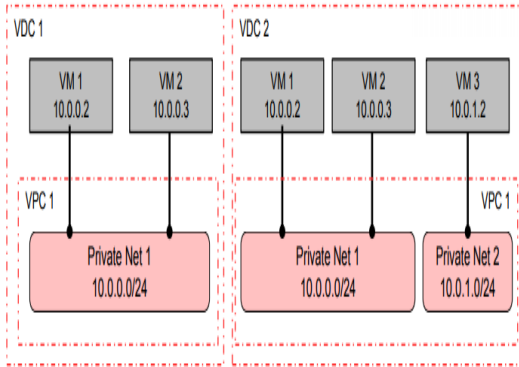 VDC 1
VM 1
10.0.0.2
VM 2
10.0.0.3
VPC 1
Private Net 1
10.0.0.0/24
VDC 2
VM 1
10.0.0.2
VM 2
10.0.0.3
VM 3
10.0.1.2
VPC 1
Private Net 1
10.0.0.0/24
Private Net 2
10.0.1.0/24